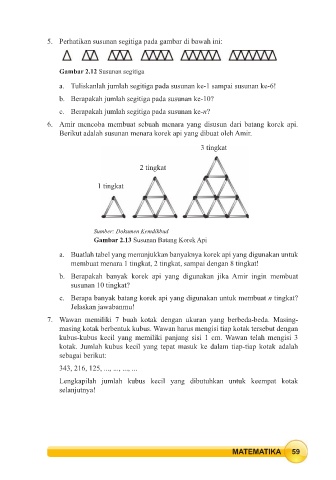 5. Perhatikan susunan segitiga pada gambar di bawah ini:
Gambar 2.12 Susunan segitiga
a. Tuliskanlah jumlah segitiga pada susunan ke-1 sampai susunan ke-6!
b. Berapakah jumlah segitiga pada susunan ke-10?
c. Berapakah jumlah segitiga pada susunan ke-n?
6. Amir mencoba membuat sebuah menara yang disusun dari batang korek api.
Berikut adalah susunan menara korek api yang dibuat oleh Amir.
3 tingkat
2 tingkat
1 tingkat
Sumber: Dokumen Kemdikbud
Gambar 2.13 Susunan Batang Korek Api
a. Buatlah tabel yang menunjukkan banyaknya korek api yang digunakan untuk
membuat menara 1 tingkat, 2 tingkat, sampai dengan 8 tingkat!
b. Berapakah banyak korek api yang digunakan jika Amir ingin membuat
susunan 10 tingkat?
c. Berapa banyak batang korek api yang digunakan untuk membuat n tingkat?
Jelaskan jawabanmu!
7. Wawan memiliki 7 buah kotak dengan ukuran yang berbeda-beda. Masing-
masing kotak berbentuk kubus. Wawan harus mengisi tiap kotak tersebut dengan
kubus-kubus kecil yang memiliki panjang sisi 1 cm. Wawan telah mengisi 3
kotak. Jumlah kubus kecil yang tepat masuk ke dalam tiap-tiap kotak adalah
sebagai berikut:
343, 216, 125, ..., ..., ..., ...
Lengkapilah jumlah kubus kecil yang dibutuhkan untuk keempat kotak
selanjutnya!
MATEMATIKA 59